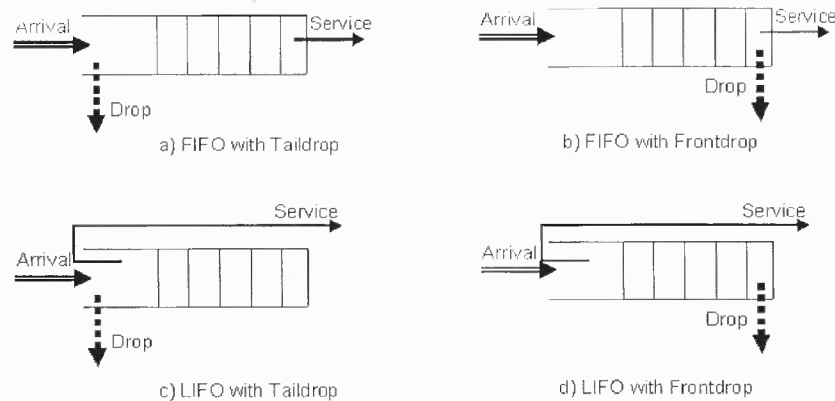 Arrival
Service
Drop
a) FIFO with Taildrop
Arrival
Service
Drop
b) FIFO with Frontdrop
Service
Arrival
Drop
c) LIFO with Taildrop
Service
Arrival
Drop
d) LIFO with Frontdrop